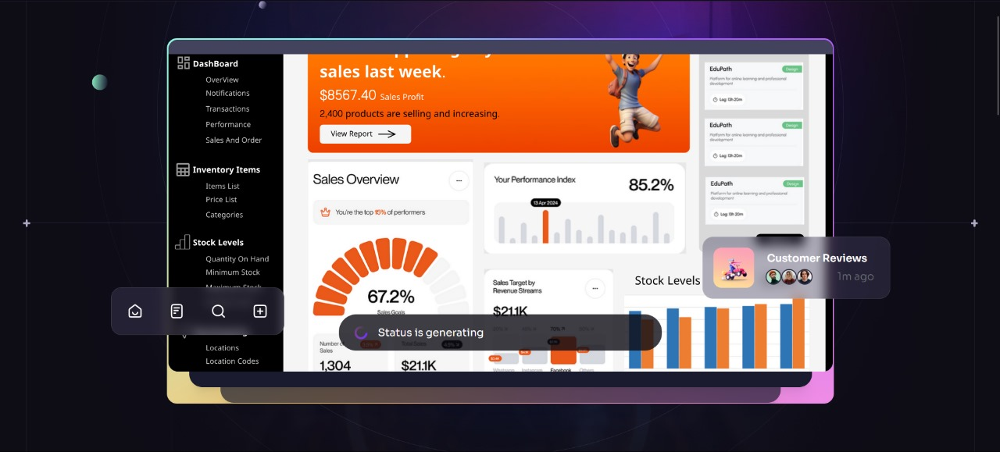 sales last week.
$8567.40 Sales Profit
2,400 products are selling and increasing.
View Report
DashBoard
OverView
Notifications
Transactions
Performance
Sales And Order
Inventory Items
Items List
Price List
Categories
Stock Levels
Quantity On Hand
Minimum Stock
Maximum Stock
Locations
Location Codes
Sales Overview
You're the top 15% of performers
67.2%
Sales Goals
Number of
Sales
1,304
Total Sales
$21.1K
Your Performance Index
85.2%
13 Apr 2024
Sales Target by
Revenue Streams
$21.1K
70%
Instagram
Facebook
Others
Stock Levels
EduPath
Design
Platform for online learning and professional
development
Log: 13h 20m
EduPath
Design
Platform for online learning and professional
development
Log: 13h 20m
EduPath
Design
Platform for online learning and professional
development
Log: 13h 20m
Customer Reviews
1m ago
Status is generating